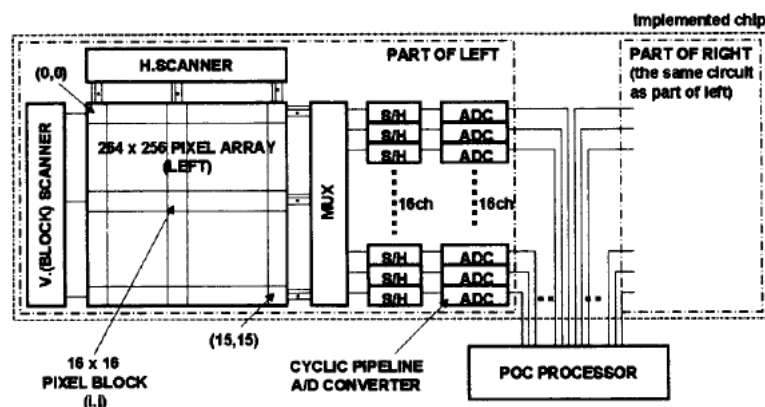 Implemented chip
PART OF LEFT
PART OF RIGHT
(the same circuit
as part of left)
(0,0)
H.SCANNER
V.(BLOCK) SCANNER
264 x 256 PIXEL ARRAY
(LEFT)
MUX
S/H
ADC
S/H
ADC
S/H
ADC
16ch
16ch
S/H
ADC
S/H
ADC
S/H
ADC
(15,15)
16 x 16
PIXEL BLOCK
(i,j)
CYCLIC PIPELINE
A/D CONVERTER
POC PROCESSOR